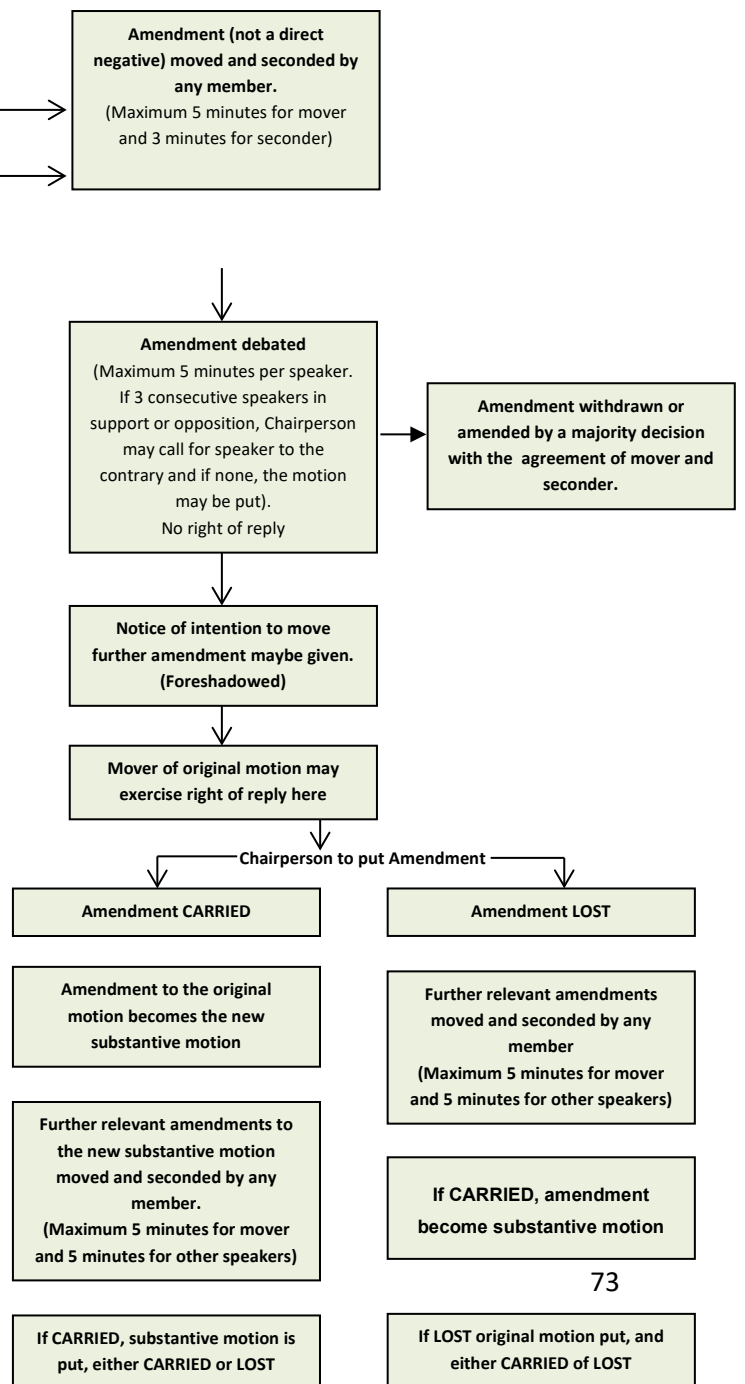 Amendment (not a direct
negative) moved and seconded by
any member.
(Maximum 5 minutes for mover
and 3 minutes for seconder)
Amendment debated
(Maximum 5 minutes per speaker.
If 3 consecutive speakers in
support or opposition, Chairperson
may call for speaker to the
contrary and if none, the motion
may be put).
No right of reply
Amendment withdrawn or
amended by a majority decision
with the agreement of mover and
seconder.
Notice of intention to move
further amendment maybe given.
(Foreshadowed)
Mover of original motion may
exercise right of reply here
Chairperson to put Amendment
Amendment CARRIED
Amendment to the original
motion becomes the new
substantive motion
Further relevant amendments to
the new substantive motion
moved and seconded by any
member.
(Maximum 5 minutes for mover
and 5 minutes for other speakers)
If CARRIED, substantive motion is
put, either CARRIED or LOST
Amendment LOST
Further relevant amendments
moved and seconded by any
member
(Maximum 5 minutes for mover
and 5 minutes for other speakers)
If CARRIED, amendment
become substantive motion
73
If LOST original motion put, and
either CARRIED of LOST